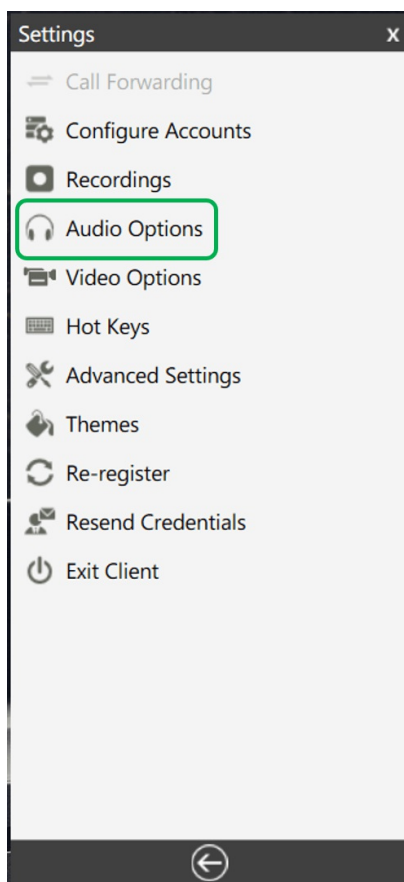 Settings x
Call Forwarding
Configure Accounts
Recordings
Audio Options
Video Options
Hot Keys
Advanced Settings
Themes
Re-register
Resend Credentials
Exit Client